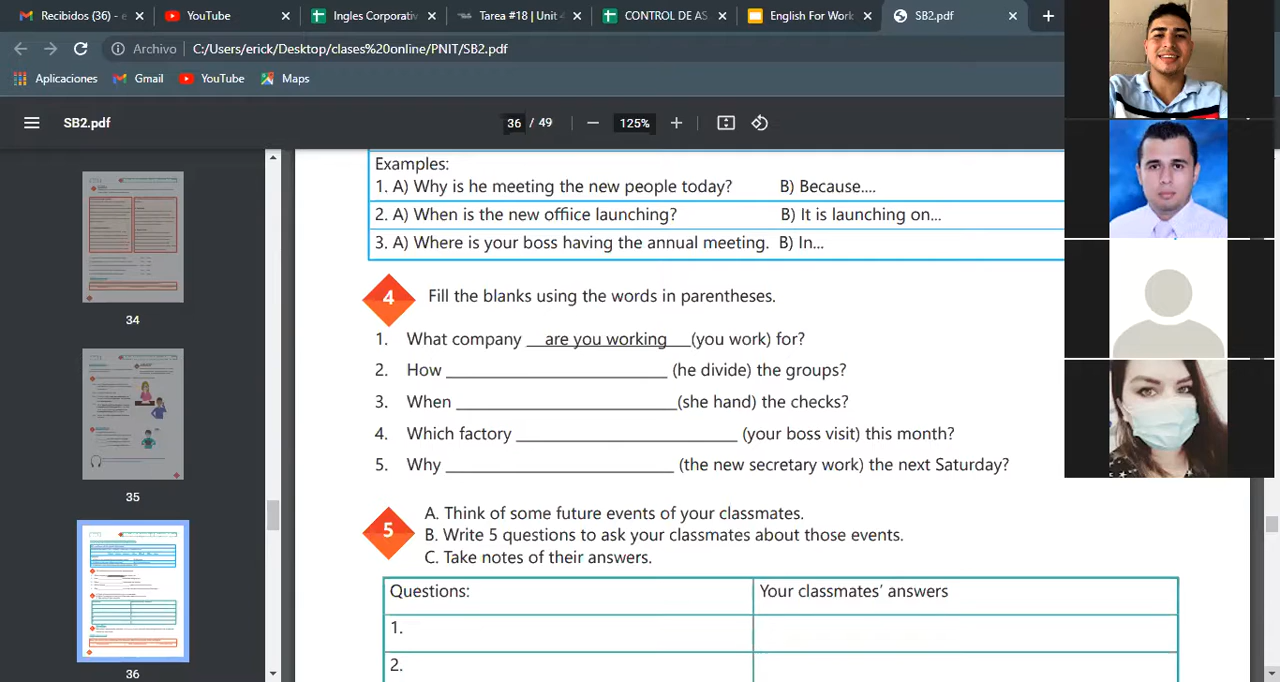 Recibidos (36) - e
YouTube
Ingles Corporativ
Tarea #18 | Unit 4
CONTROL DE AS
English For Work
SB2.pdf
Archivo
C:/Users/erick/Desktop/clases%20online/PNIT/SB2.pdf
Aplicaciones
Gmail
YouTube
Maps
SB2.pdf
36 / 49
125%
34
35
36
Examples:
1. A) Why is he meeting the new people today? B) Because....
2. A) When is the new offiice launching? B) It is launching on...
3. A) Where is your boss having the annual meeting. B) In...
4 Fill the blanks using the words in parentheses.
1. What company __are you working___(you work) for?
2. How ________________________ (he divide) the groups?
3. When ________________________(she hand) the checks?
4. Which factory ________________________ (your boss visit) this month?
5. Why _________________________ (the new secretary work) the next Saturday?
5 A. Think of some future events of your classmates.
B. Write 5 questions to ask your classmates about those events.
C. Take notes of their answers.
Questions: Your classmates’ answers
1.
2.